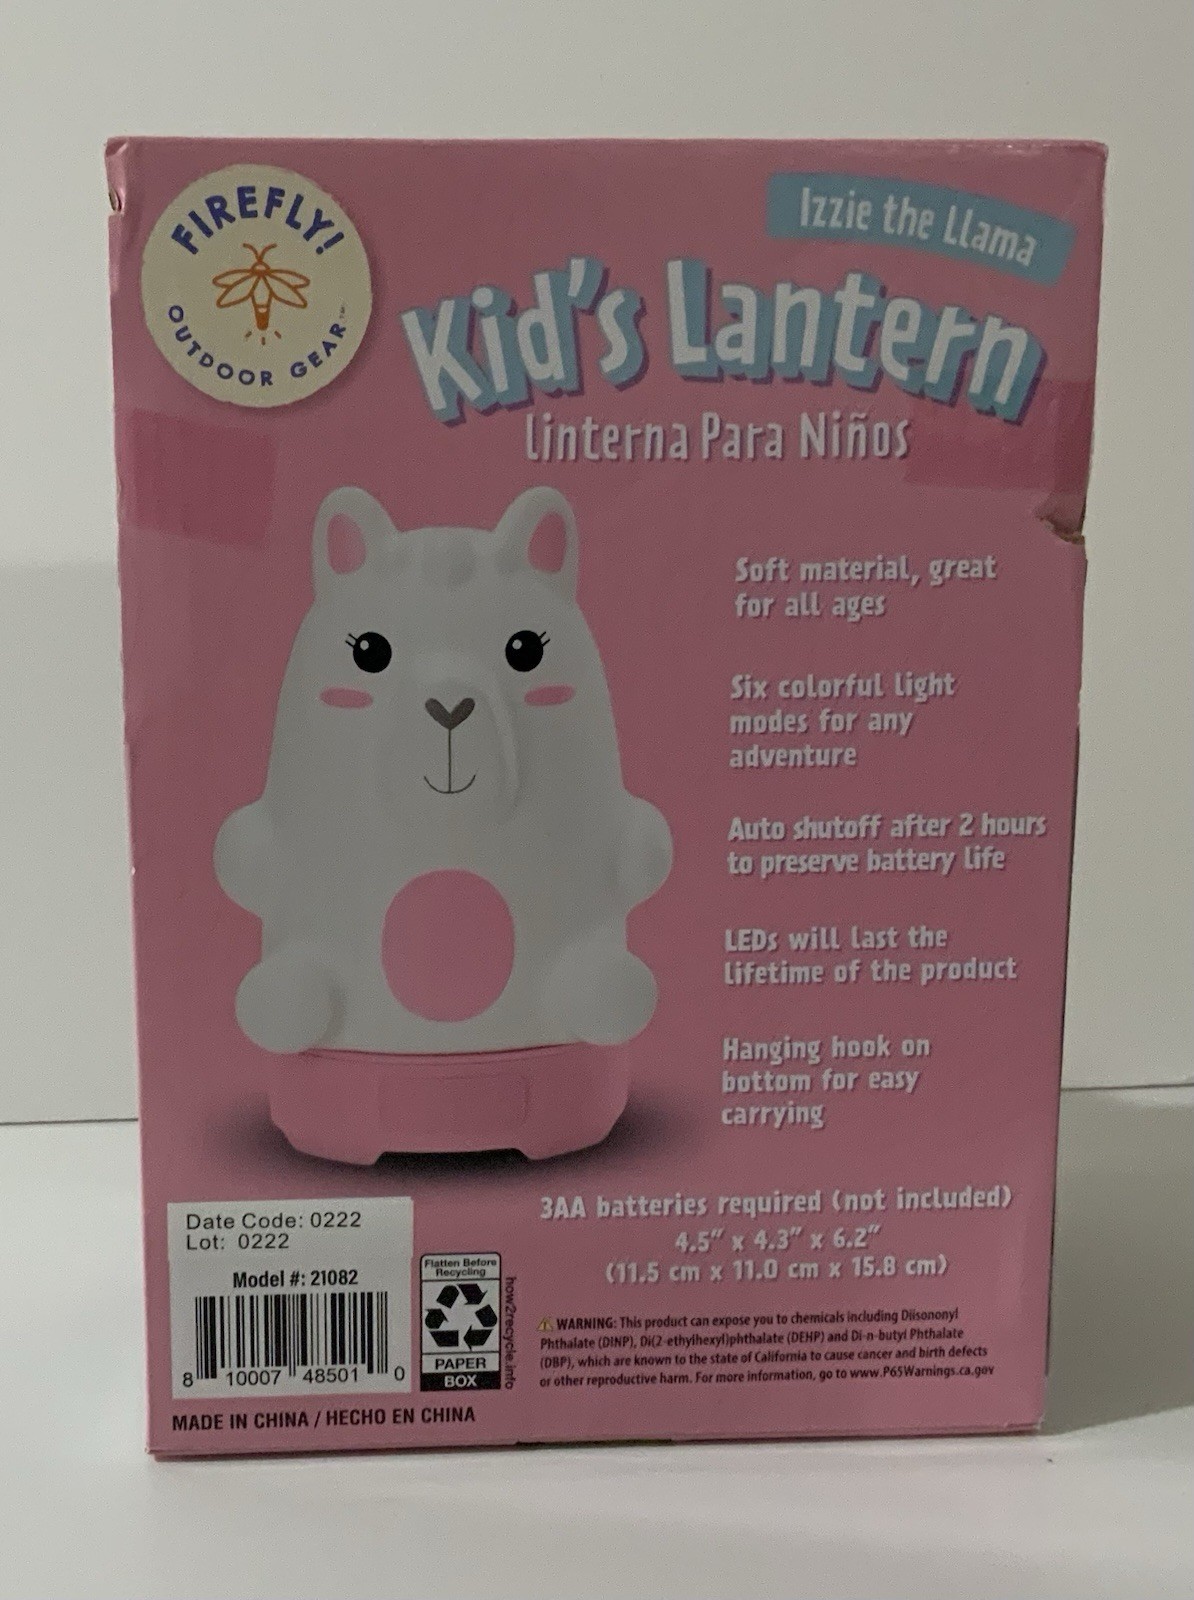 FIREFLY!
OUTDOOR GEAR™
Izzie the Llama
Kid's Lantern
Linterna Para Niños
Soft material, great
for all ages
Six colorful light
modes for any
adventure
Auto shutoff after 2 hours
to preserve battery life
LEDs will last the
lifetime of the product
Hanging hook on
bottom for easy
carrying
3AA batteries required (not included)
4.5" x 4.3" x 6.2"
(11.5 cm x 11.0 cm x 15.8 cm)
Date Code: 0222
Lot: 0222
Model #: 21082
8 10007 48501 0
Flatten Before
Recycling
PAPER
BOX
how2recycle.info
⚠ WARNING: This product can expose you to chemicals including Diisononyl
Phthalate (DINP), Di(2-ethylhexyl)phthalate (DEHP) and Di-n-butyl Phthalate
(DBP), which are known to the state of California to cause cancer and birth defects
or other reproductive harm. For more information, go to www.P65Warnings.ca.gov
MADE IN CHINA / HECHO EN CHINA